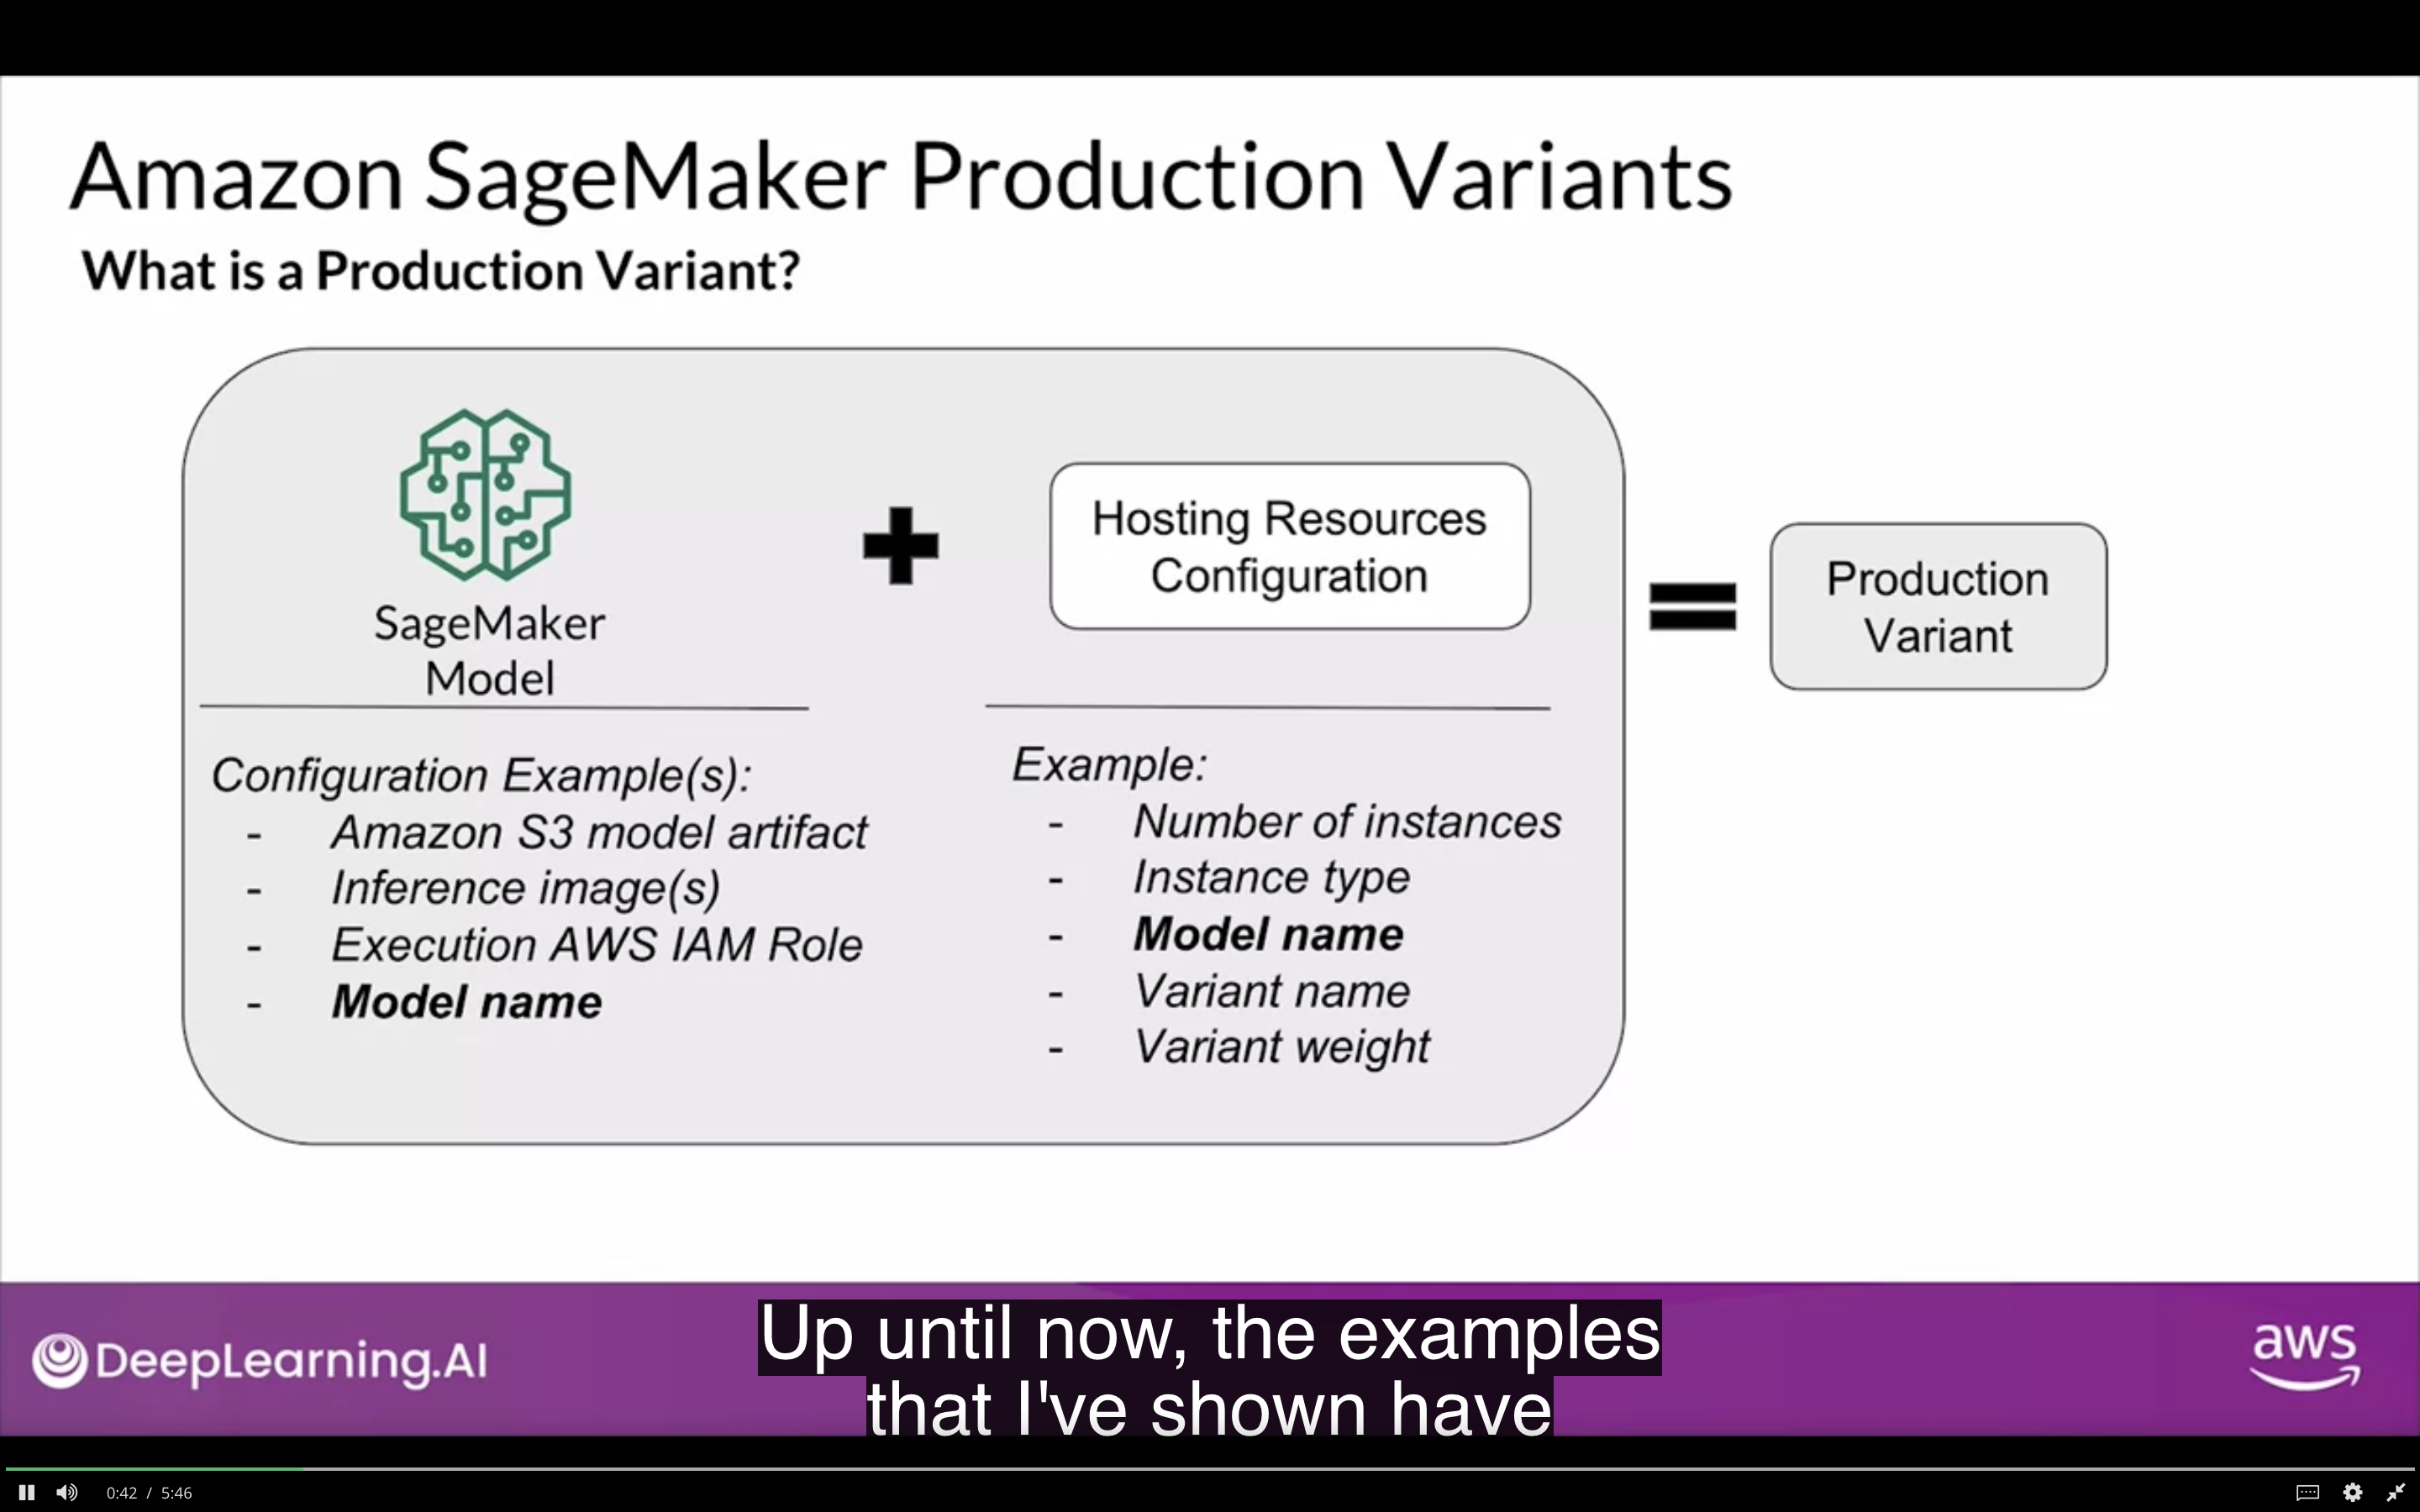 Amazon SageMaker Production Variants
What is a Production Variant?
SageMaker
Model
Hosting Resources
Configuration
Production
Variant
Configuration Example(s):
- Amazon S3 model artifact
- Inference image(s)
- Execution AWS IAM Role
- Model name
Example:
- Number of instances
- Instance type
- Model name
- Variant name
- Variant weight
DeepLearning.AI
Up until now, the examples
that I've shown have
aws
0:42 / 5:46